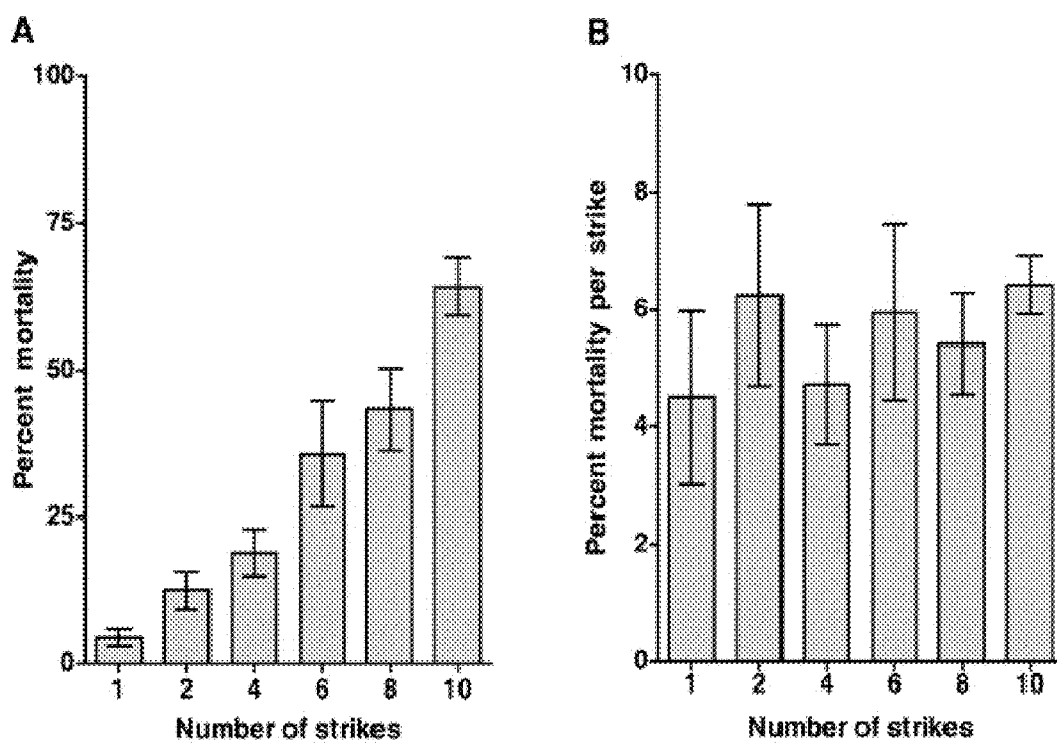 A
Percent mortality
100
75
50
25
0
1 2 4 6 8 10
Number of strikes
B
Percent mortality per strike
10
8
6
4
2
0
1 2 4 6 8 10
Number of strikes